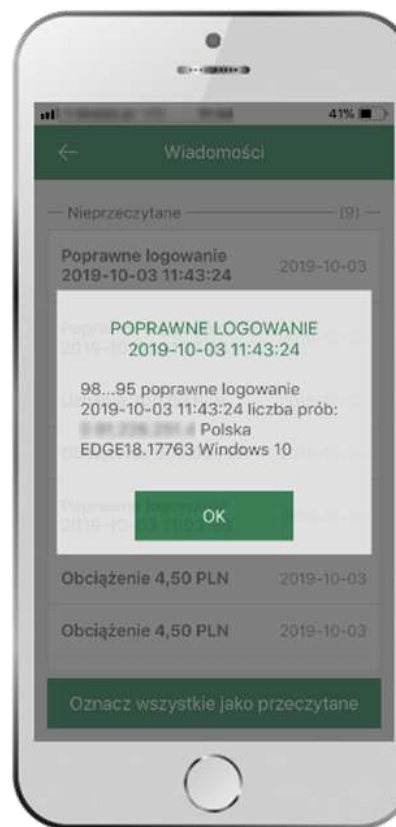 41%
Wiadomości
Nieprzeczytane (9)
Poprawne logowanie
2019-10-03 11:43:24 2019-10-03
POPRAWNE LOGOWANIE
2019-10-03 11:43:24
98...95 poprawne logowanie
2019-10-03 11:43:24 liczba prób:
Polska
EDGE18.17763 Windows 10
OK
Obciążenie 4,50 PLN 2019-10-03
Obciążenie 4,50 PLN 2019-10-03
Oznacz wszystkie jako przeczytane